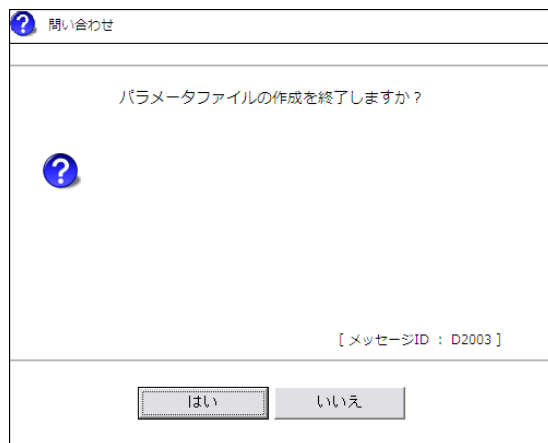 問い合わせ
パラメータファイルの作成を終了しますか？
[ メッセージID ： D2003 ]
はい
いいえ